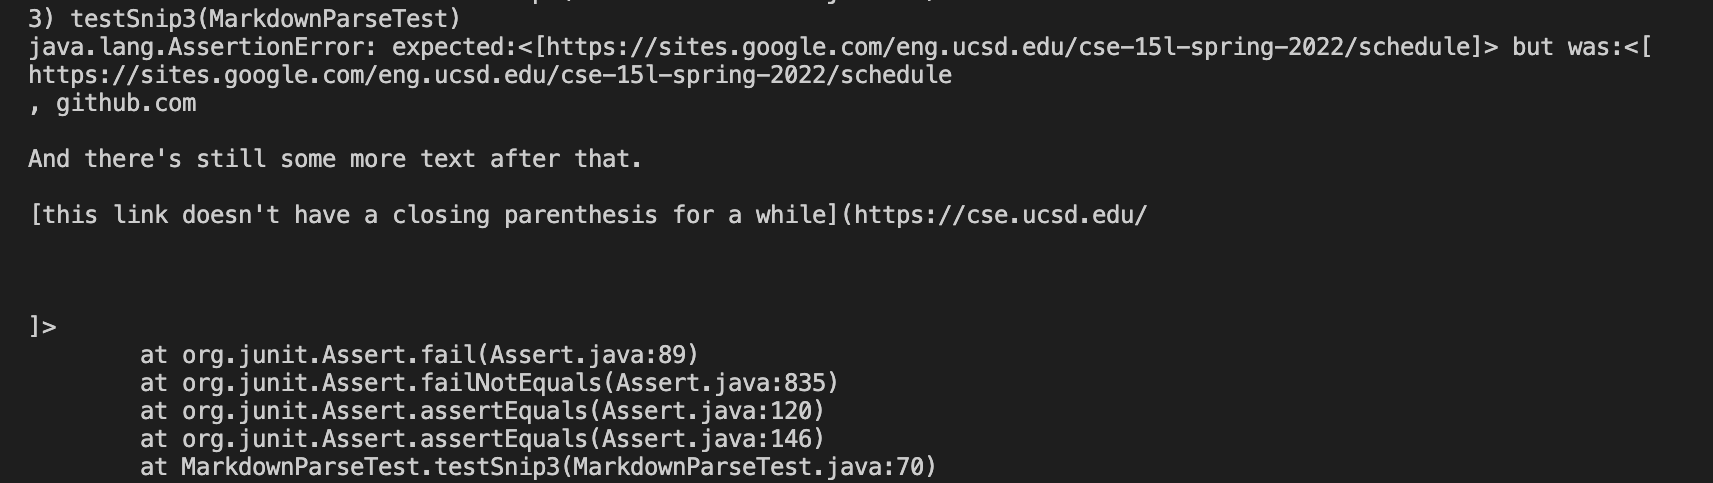 3) testSnip3(MarkdownParseTest)
java.lang.AssertionError: expected:<[https://sites.google.com/eng.ucsd.edu/cse-15l-spring-2022/schedule]> but was:<[
https://sites.google.com/eng.ucsd.edu/cse-15l-spring-2022/schedule
, github.com
And there's still some more text after that.
[this link doesn't have a closing parenthesis for a while](https://cse.ucsd.edu/
]>
at org.junit.Assert.fail(Assert.java:89)
at org.junit.Assert.failNotEquals(Assert.java:835)
at org.junit.Assert.assertEquals(Assert.java:120)
at org.junit.Assert.assertEquals(Assert.java:146)
at MarkdownParseTest.testSnip3(MarkdownParseTest.java:70)